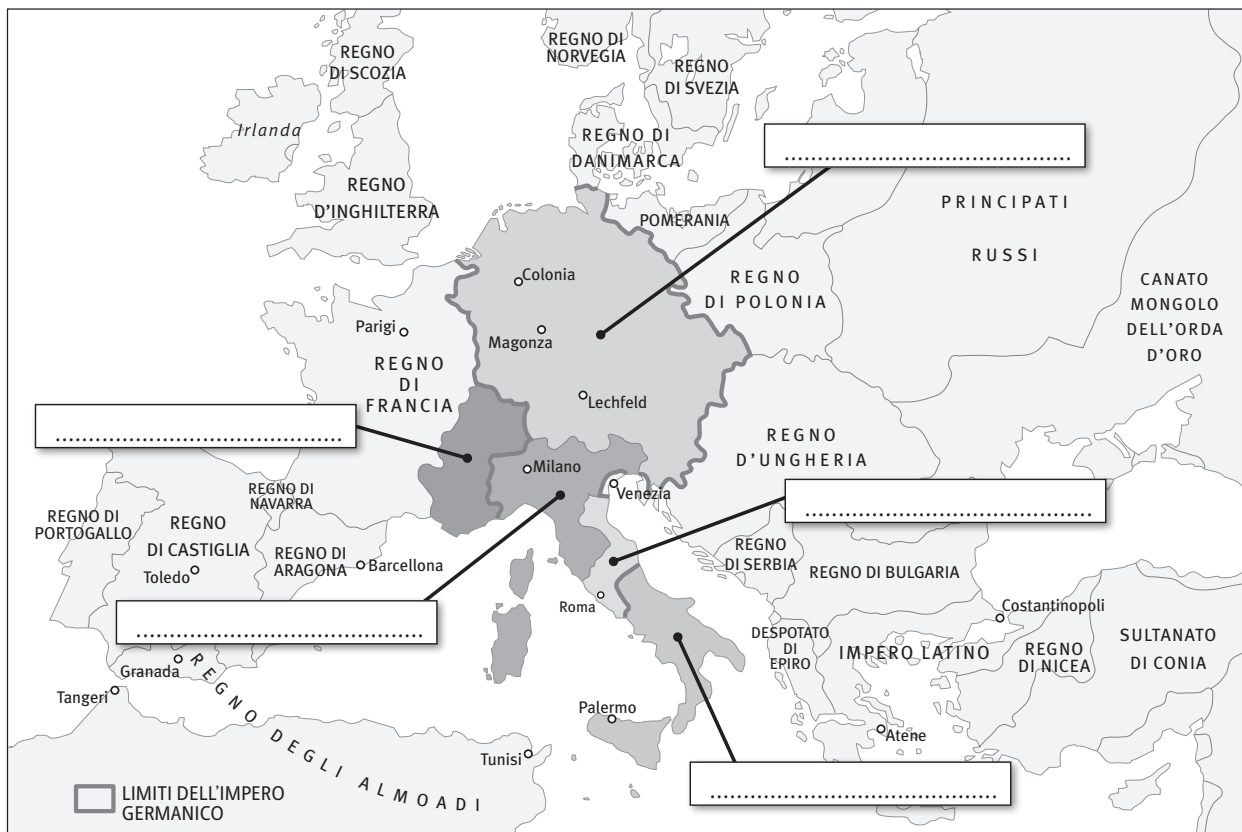 REGNO
DI SCOZIA
REGNO DI
NORVEGIA
REGNO
DI SVEZIA
Irlanda
REGNO DI
DANIMARCA
........................................
REGNO
D'INGHILTERRA
POMERANIA
PRINCIPATI
RUSSI
Colonia
REGNO
DI POLONIA
CANATO
MONGOLO
DELL'ORDA
D'ORO
Parigi
Magonza
REGNO
DI
FRANCIA
Lechfeld
........................................
REGNO
D'UNGHERIA
Milano
Venezia
REGNO DI
NAVARRA
........................................
REGNO DI
PORTOGALLO
REGNO
DI CASTIGLIA
Toledo
REGNO DI
ARAGONA
Barcellona
REGNO
DI SERBIA
REGNO DI BULGARIA
Roma
Costantinopoli
........................................
DESPOTATO
DI
EPIRO
IMPERO LATINO
REGNO
DI NICEA
SULTANATO
DI CONIA
Granada
Tangeri
REGNO DEGLI ALMOADI
Palermo
Atene
Tunisi
........................................
LIMITI DELL'IMPERO
GERMANICO